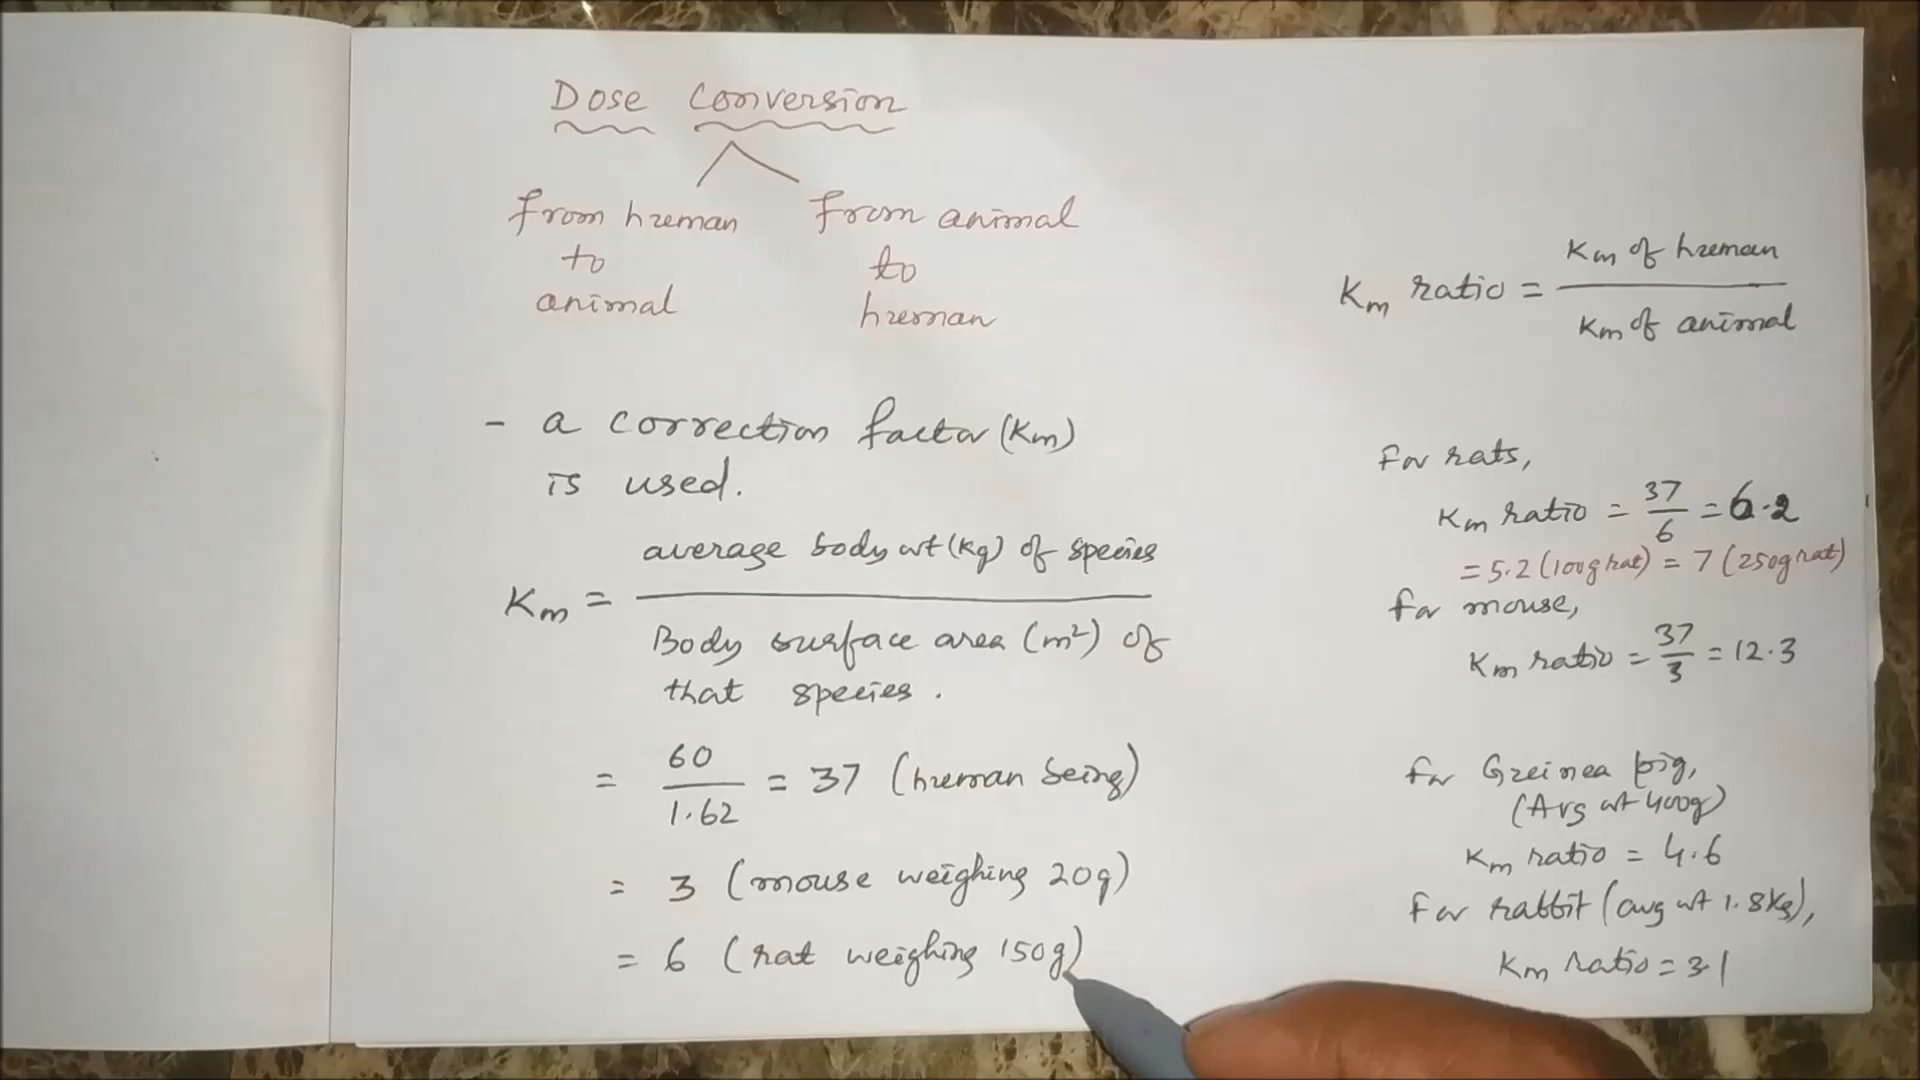 Dose Conversion
from human
to
animal
from animal
to
human
- a correction factor (Km)
is used.
average body wt (kg) of species
Km =
Body surface area (m²) of
that species.
= 60 / 1.62 = 37 (human being)
= 3 (mouse weighing 20g)
= 6 (rat weighing 150g)
Km ratio = Km of human / Km of animal
For rats,
Km ratio = 37 / 6 = 6.2
= 5.2 (100g rat) = 7 (250g rat)
for mouse,
Km ratio = 37 / 3 = 12.3
for Guinea pig,
(Avg wt 400g)
Km ratio = 4.6
For rabbit (avg wt 1.8kg),
Km ratio = 3.1